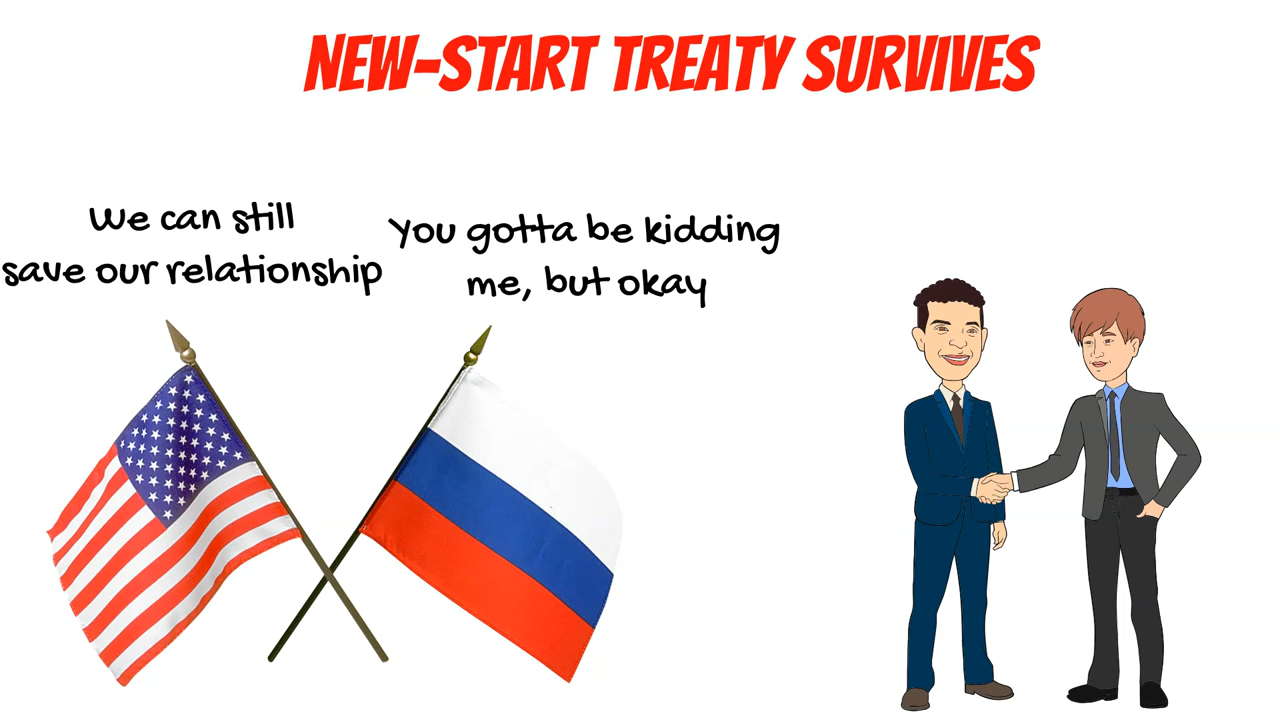 NEW-START TREATY SURVIVES
We can still
save our relationship
You gotta be kidding
me, but okay